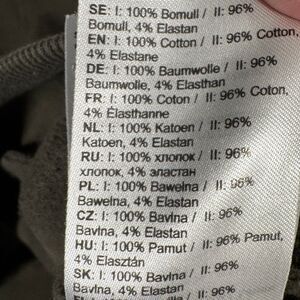 SE: I: 100% Bomull / II: 96%
Bomull, 4% Elastan
EN: I: 100% Cotton / II: 96% Cotton,
4% Elastane
DE: I: 100% Baumwolle / II: 96%
Baumwolle, 4% Elasthan
FR: I: 100% Coton / II: 96% Coton,
4% Élasthanne
NL: I: 100% Katoen / II: 96%
Katoen, 4% Elastan
RU: I: 100% хлопок / II: 96%
хлопок, 4% эластан
PL: I: 100% Bawełna / II: 96%
Bawełna, 4% Elastan
CZ: I: 100% Bavlna / II: 96%
Bavlna, 4% Elastan
HU: I: 100% Pamut / II: 96% Pamut,
4% Elasztán
SK: I: 100% Bavlna / II: 96%
Bavlna, 4% Elastan